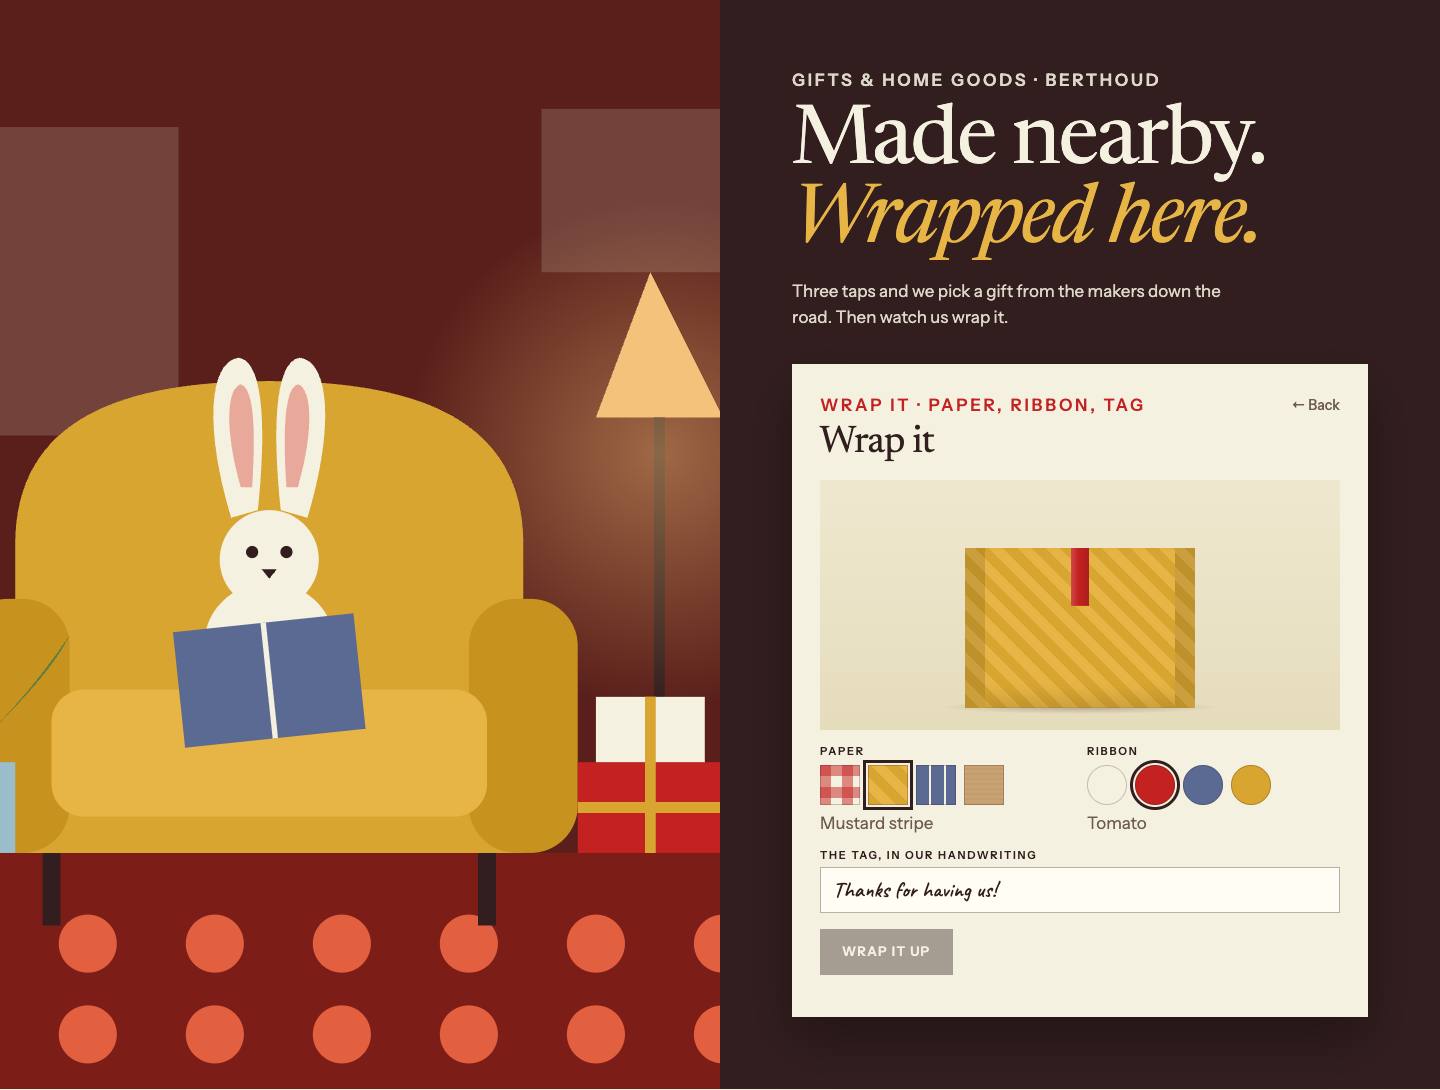 GIFTS & HOME GOODS · BERTHOUD
Made nearby.
Wrapped here.
Three taps and we pick a gift from the makers down the
road. Then watch us wrap it.
WRAP IT · PAPER, RIBBON, TAG
← Back
Wrap it
PAPER
RIBBON
Mustard stripe
Tomato
THE TAG, IN OUR HANDWRITING
Thanks for having us!
WRAP IT UP